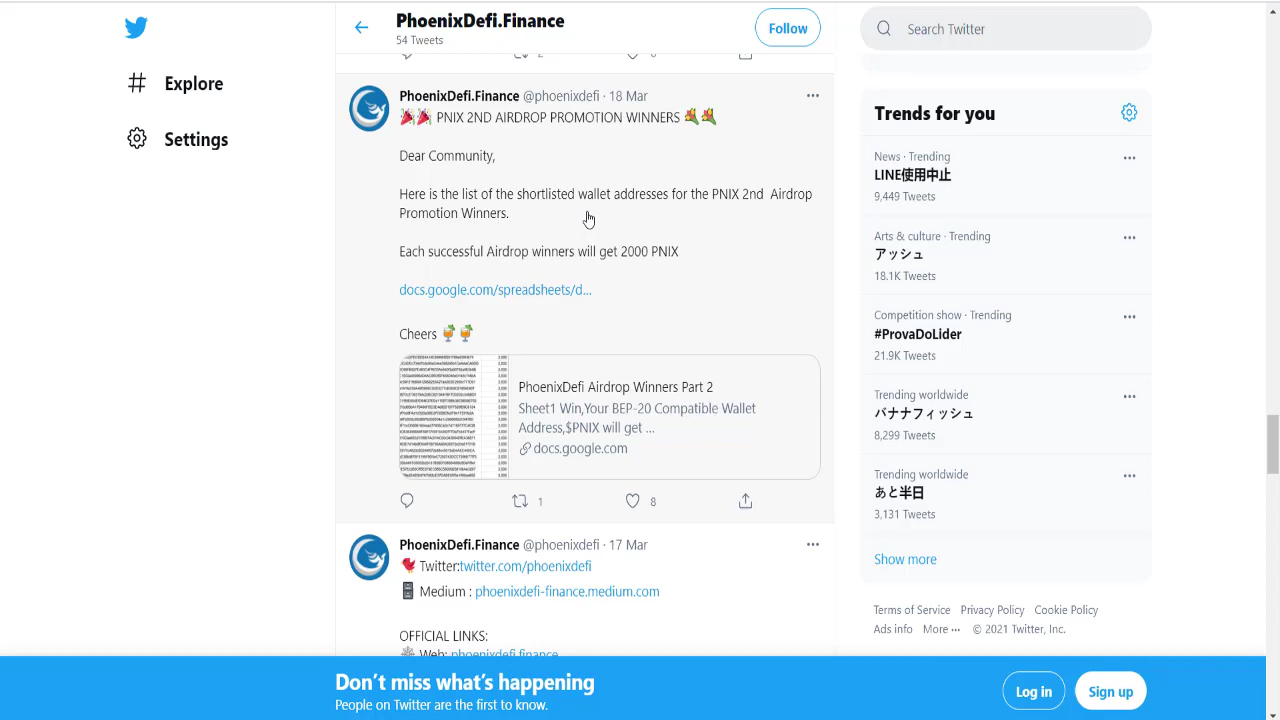 PhoenixDefi.Finance
54 Tweets
Follow
Search Twitter
Explore
Settings
2
8
PhoenixDefi.Finance @phoenixdefi · 18 Mar
PNIX 2ND AIRDROP PROMOTION WINNERS
Dear Community,
Here is the list of the shortlisted wallet addresses for the PNIX 2nd Airdrop
Promotion Winners.
Each successful Airdrop winners will get 2000 PNIX
docs.google.com/spreadsheets/d...
Cheers
PhoenixDefi Airdrop Winners Part 2
Sheet1 Win,Your BEP-20 Compatible Wallet
Address,$PNIX will get ...
docs.google.com
1
8
PhoenixDefi.Finance @phoenixdefi · 17 Mar
Twitter:twitter.com/phoenixdefi
Medium : phoenixdefi-finance.medium.com
OFFICIAL LINKS:
Web: phoenixdefi.finance
Trends for you
News · Trending
LINE使用中止
9,449 Tweets
Arts & culture · Trending
アッシュ
18.1K Tweets
Competition show · Trending
#ProvaDoLider
21.9K Tweets
Trending worldwide
バナナフィッシュ
8,299 Tweets
Trending worldwide
あと半日
3,131 Tweets
Show more
Terms of Service Privacy Policy Cookie Policy
Ads info More ··· © 2021 Twitter, Inc.
Don't miss what's happening
People on Twitter are the first to know.
Log in
Sign up